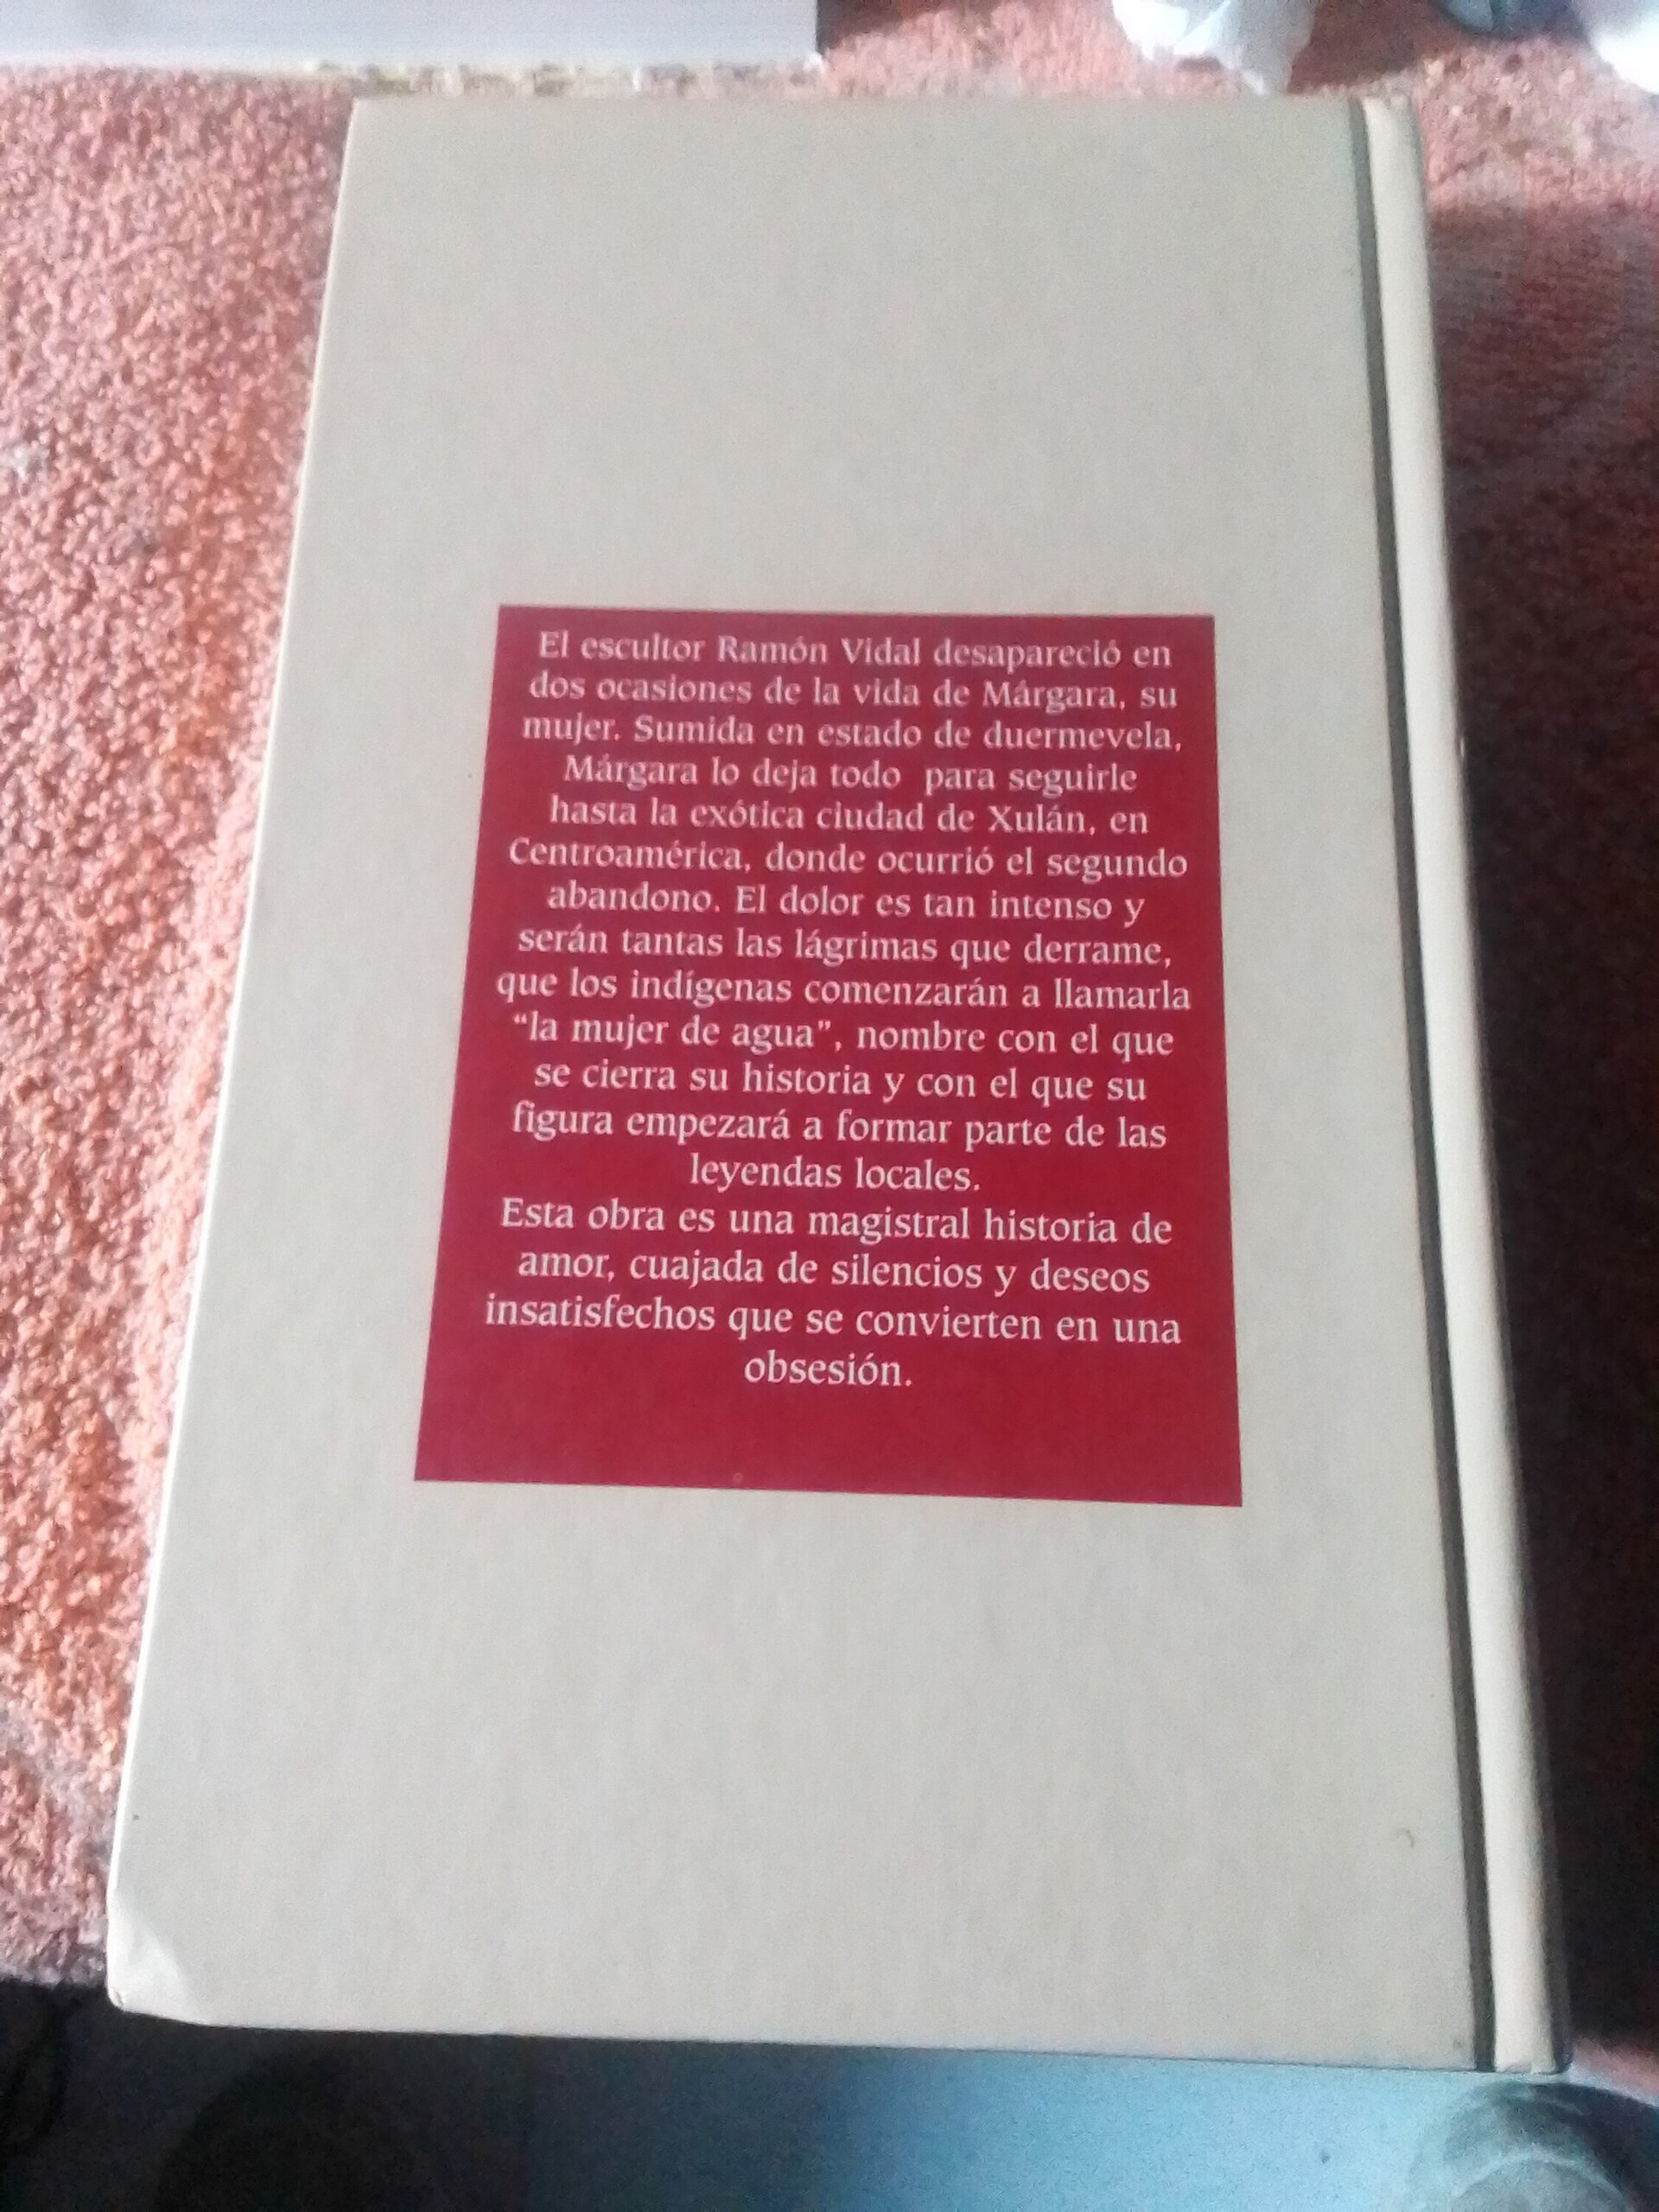 El escultor Ramón Vidal desapareció en
dos ocasiones de la vida de Márgara, su
mujer. Sumida en estado de duermevela,
Márgara lo deja todo para seguirle
hasta la exótica ciudad de Xulán, en
Centroamérica, donde ocurrió el segundo
abandono. El dolor es tan intenso y
serán tantas las lágrimas que derrame,
que los indígenas comenzarán a llamarla
“la mujer de agua”, nombre con el que
se cierra su historia y con el que su
figura empezará a formar parte de las
leyendas locales.
Esta obra es una magistral historia de
amor, cuajada de silencios y deseos
insatisfechos que se convierten en una
obsesión.